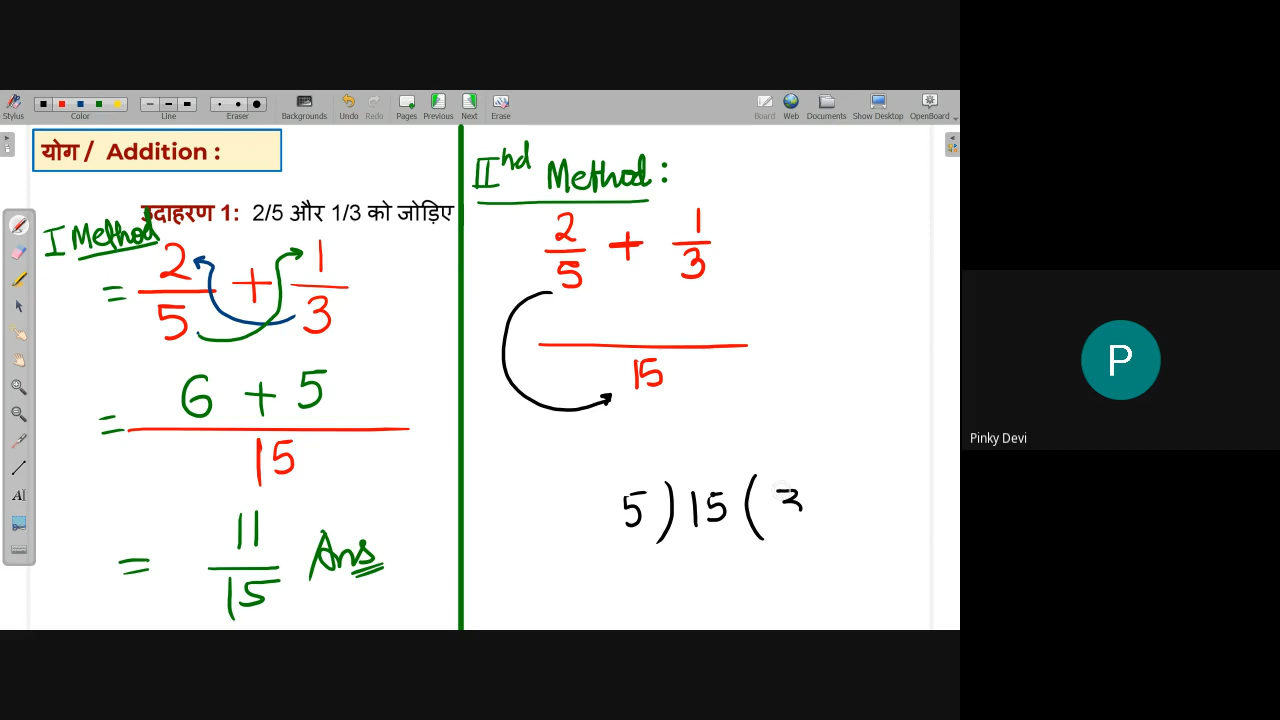 Stylus Color Line Eraser Backgrounds Undo Redo Pages Previous Next Erase Board Web Documents Show Desktop OpenBoard
योग / Addition :
उदाहरण 1: 2/5 और 1/3 को जोड़िए
I Method
= 2/5 + 1/3
= 6 + 5 / 15
= 11/15 Ans
IInd Method :
2/5 + 1/3
15
5 ) 15 ( 3
P
Pinky Devi